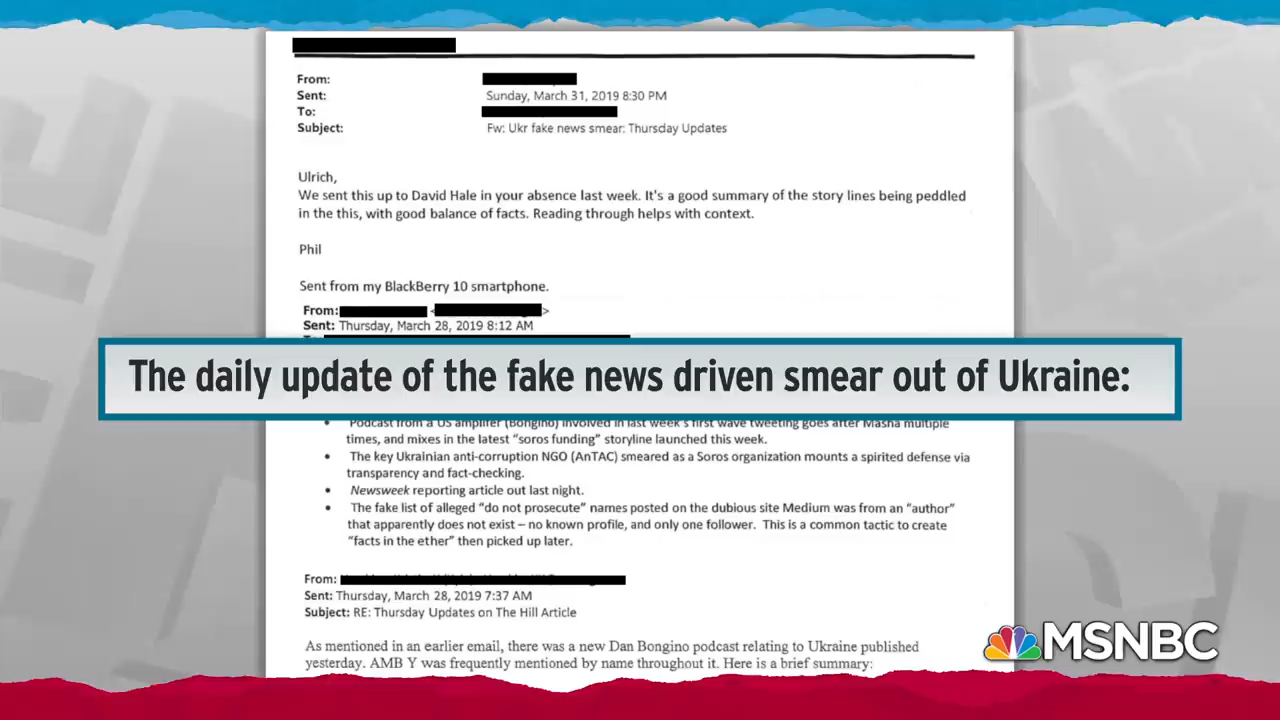 From:
Sent: Sunday, March 31, 2019 8:30 PM
To:
Subject: Fw: Ukr fake news smear: Thursday Updates
Ulrich,
We sent this up to David Hale in your absence last week. It's a good summary of the story lines being peddled
in the this, with good balance of facts. Reading through helps with context.
Phil
Sent from my BlackBerry 10 smartphone.
From: < >
Sent: Thursday, March 28, 2019 8:12 AM
The daily update of the fake news driven smear out of Ukraine:
• Podcast from a US amplifer (Bongino) involved in last week's first wave tweeting goes after Masha multiple
times, and mixes in the latest "soros funding" storyline launched this week.
• The key Ukrainian anti-corruption NGO (AnTAC) smeared as a Soros organization mounts a spirited defense via
transparency and fact-checking.
• Newsweek reporting article out last night.
• The fake list of alleged "do not prosecute" names posted on the dubious site Medium was from an "author"
that apparently does not exist – no known profile, and only one follower. This is a common tactic to create
"facts in the ether" then picked up later.
From:
Sent: Thursday, March 28, 2019 7:37 AM
Subject: RE: Thursday Updates on The Hill Article
As mentioned in an earlier email, there was a new Dan Bongino podcast relating to Ukraine published
yesterday. AMB Y was frequently mentioned by name throughout it. Here is a brief summary:
MSNBC